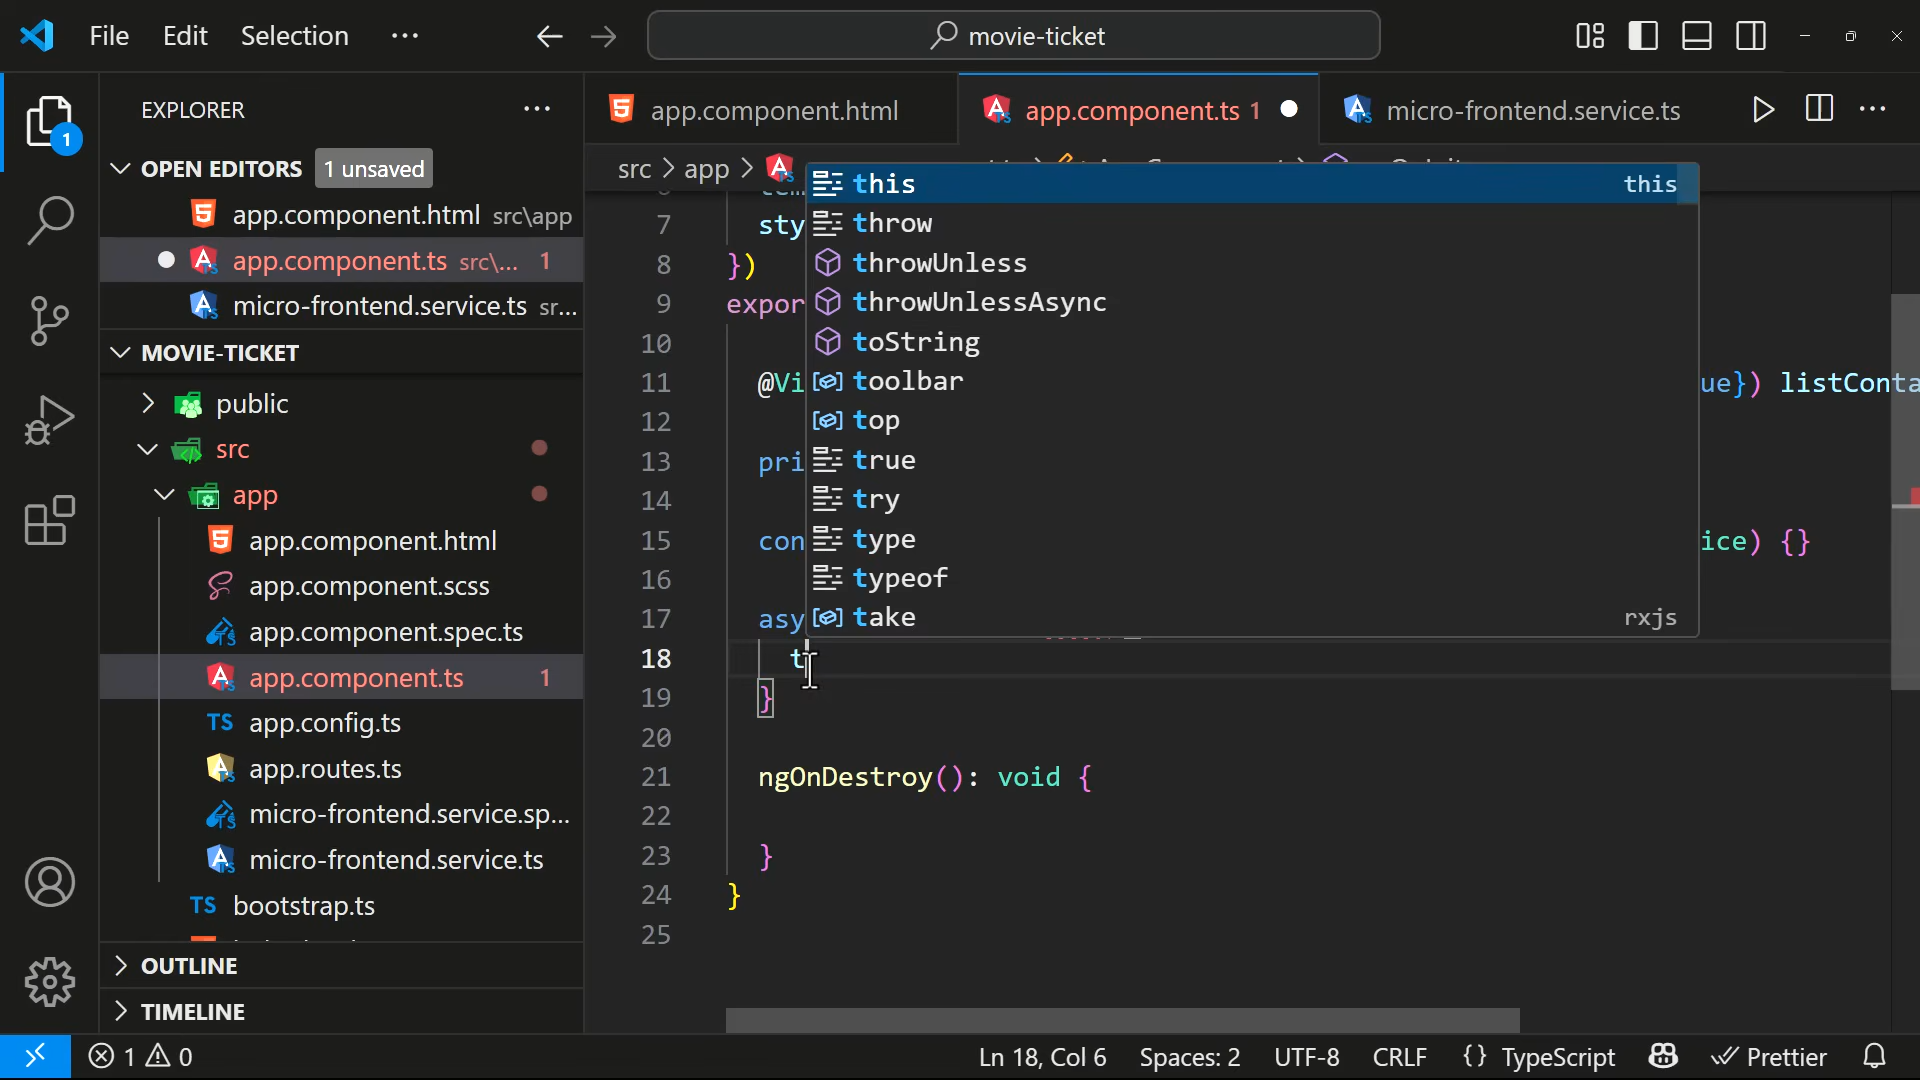 File Edit Selection ··· movie-ticket
EXPLORER ···
OPEN EDITORS 1 unsaved
app.component.html src\app
app.component.ts src\... 1
micro-frontend.service.ts sr...
MOVIE-TICKET
public
src
app
app.component.html
app.component.scss
app.component.spec.ts
app.component.ts 1
app.config.ts
app.routes.ts
micro-frontend.service.sp...
micro-frontend.service.ts
bootstrap.ts
OUTLINE
TIMELINE
1
app.component.html app.component.ts 1 micro-frontend.service.ts ···
src > app >
this this
throw
throwUnless
throwUnlessAsync
toString
toolbar
top
true
try
type
typeof
take rxjs
7 sty
8 })
9 expor
10
11 @Vi ue}) listConta
12
13 pri
14
15 con ice) {}
16
17 asy
18 t
19 }
20
21 ngOnDestroy(): void {
22
23 }
24 }
25
1 0 Ln 18, Col 6 Spaces: 2 UTF-8 CRLF {} TypeScript Prettier